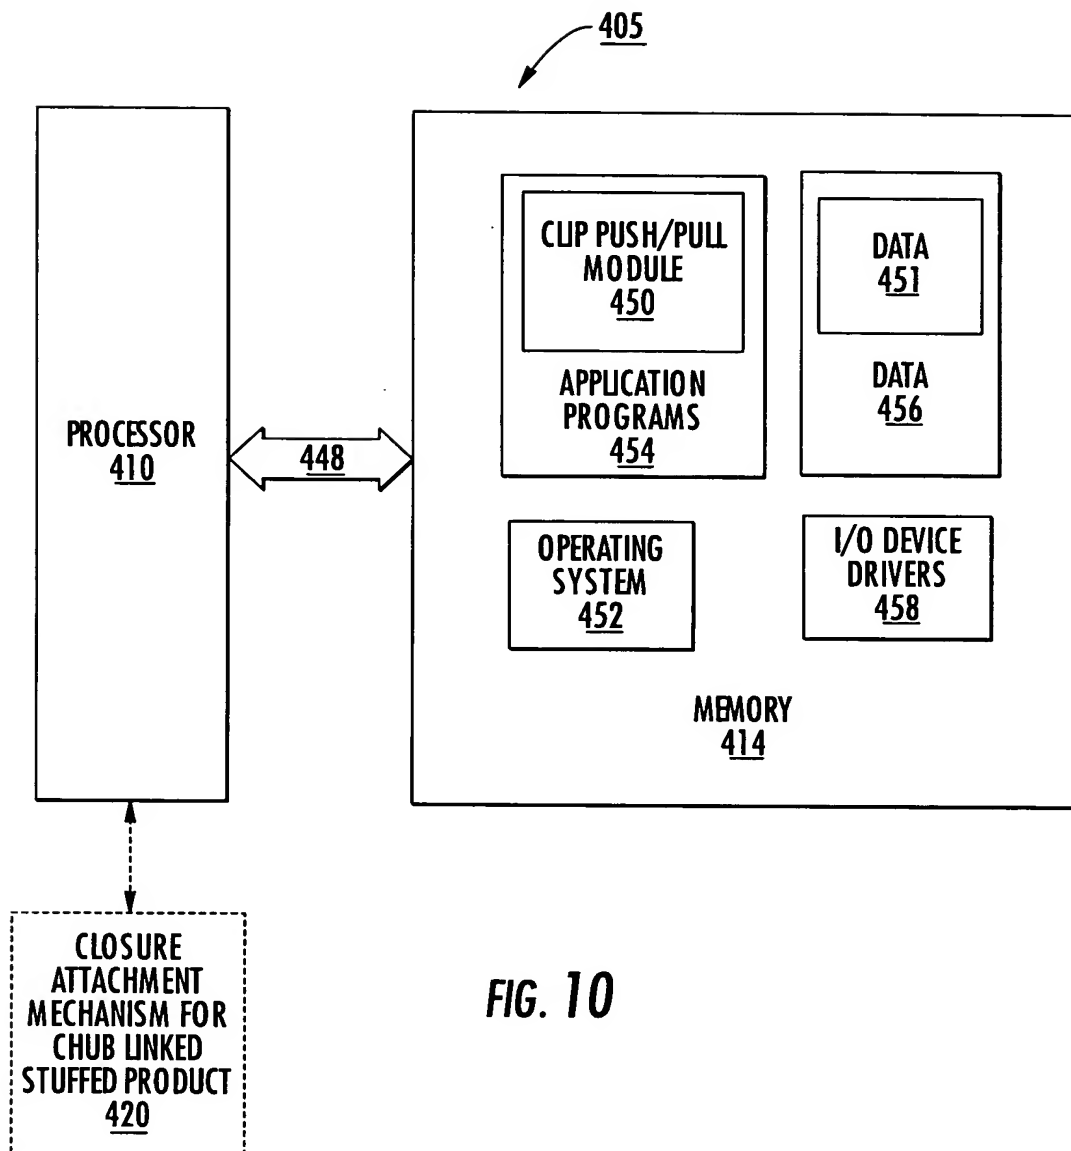 405
CLIP PUSH/PULL
MODULE
450
APPLICATION
PROGRAMS
454
DATA
451
DATA
456
PROCESSOR
410
448
OPERATING
SYSTEM
452
I/O DEVICE
DRIVERS
458
MEMORY
414
CLOSURE
ATTACHMENT
MECHANISM FOR
CHUB LINKED
STUFFED PRODUCT
420
FIG. 10